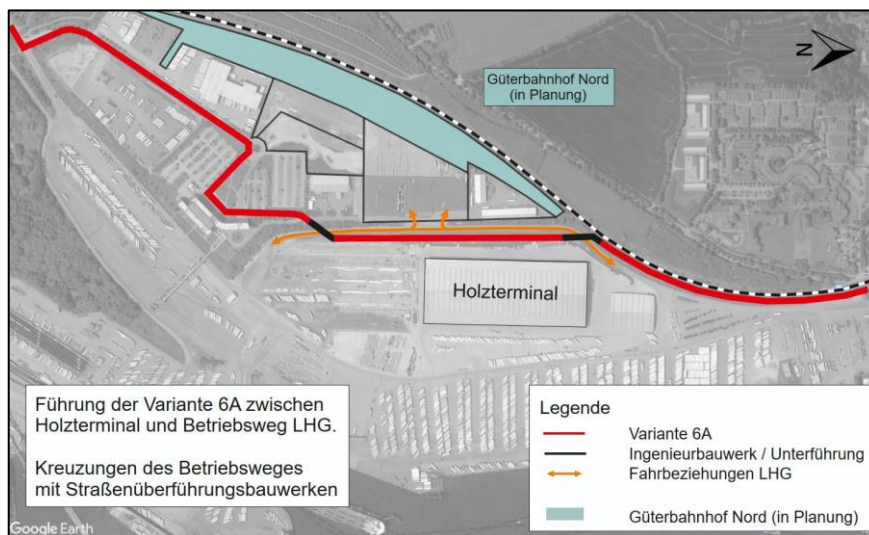 N
Güterbahnhof Nord
(in Planung)
Holzterminal
Führung der Variante 6A zwischen
Holzterminal und Betriebsweg LHG.
Kreuzungen des Betriebsweges
mit Straßenüberführungsbauwerken
Legende
Variante 6A
Ingenieurbauwerk / Unterführung
Fahrbeziehungen LHG
Güterbahnhof Nord (in Planung)
Google Earth